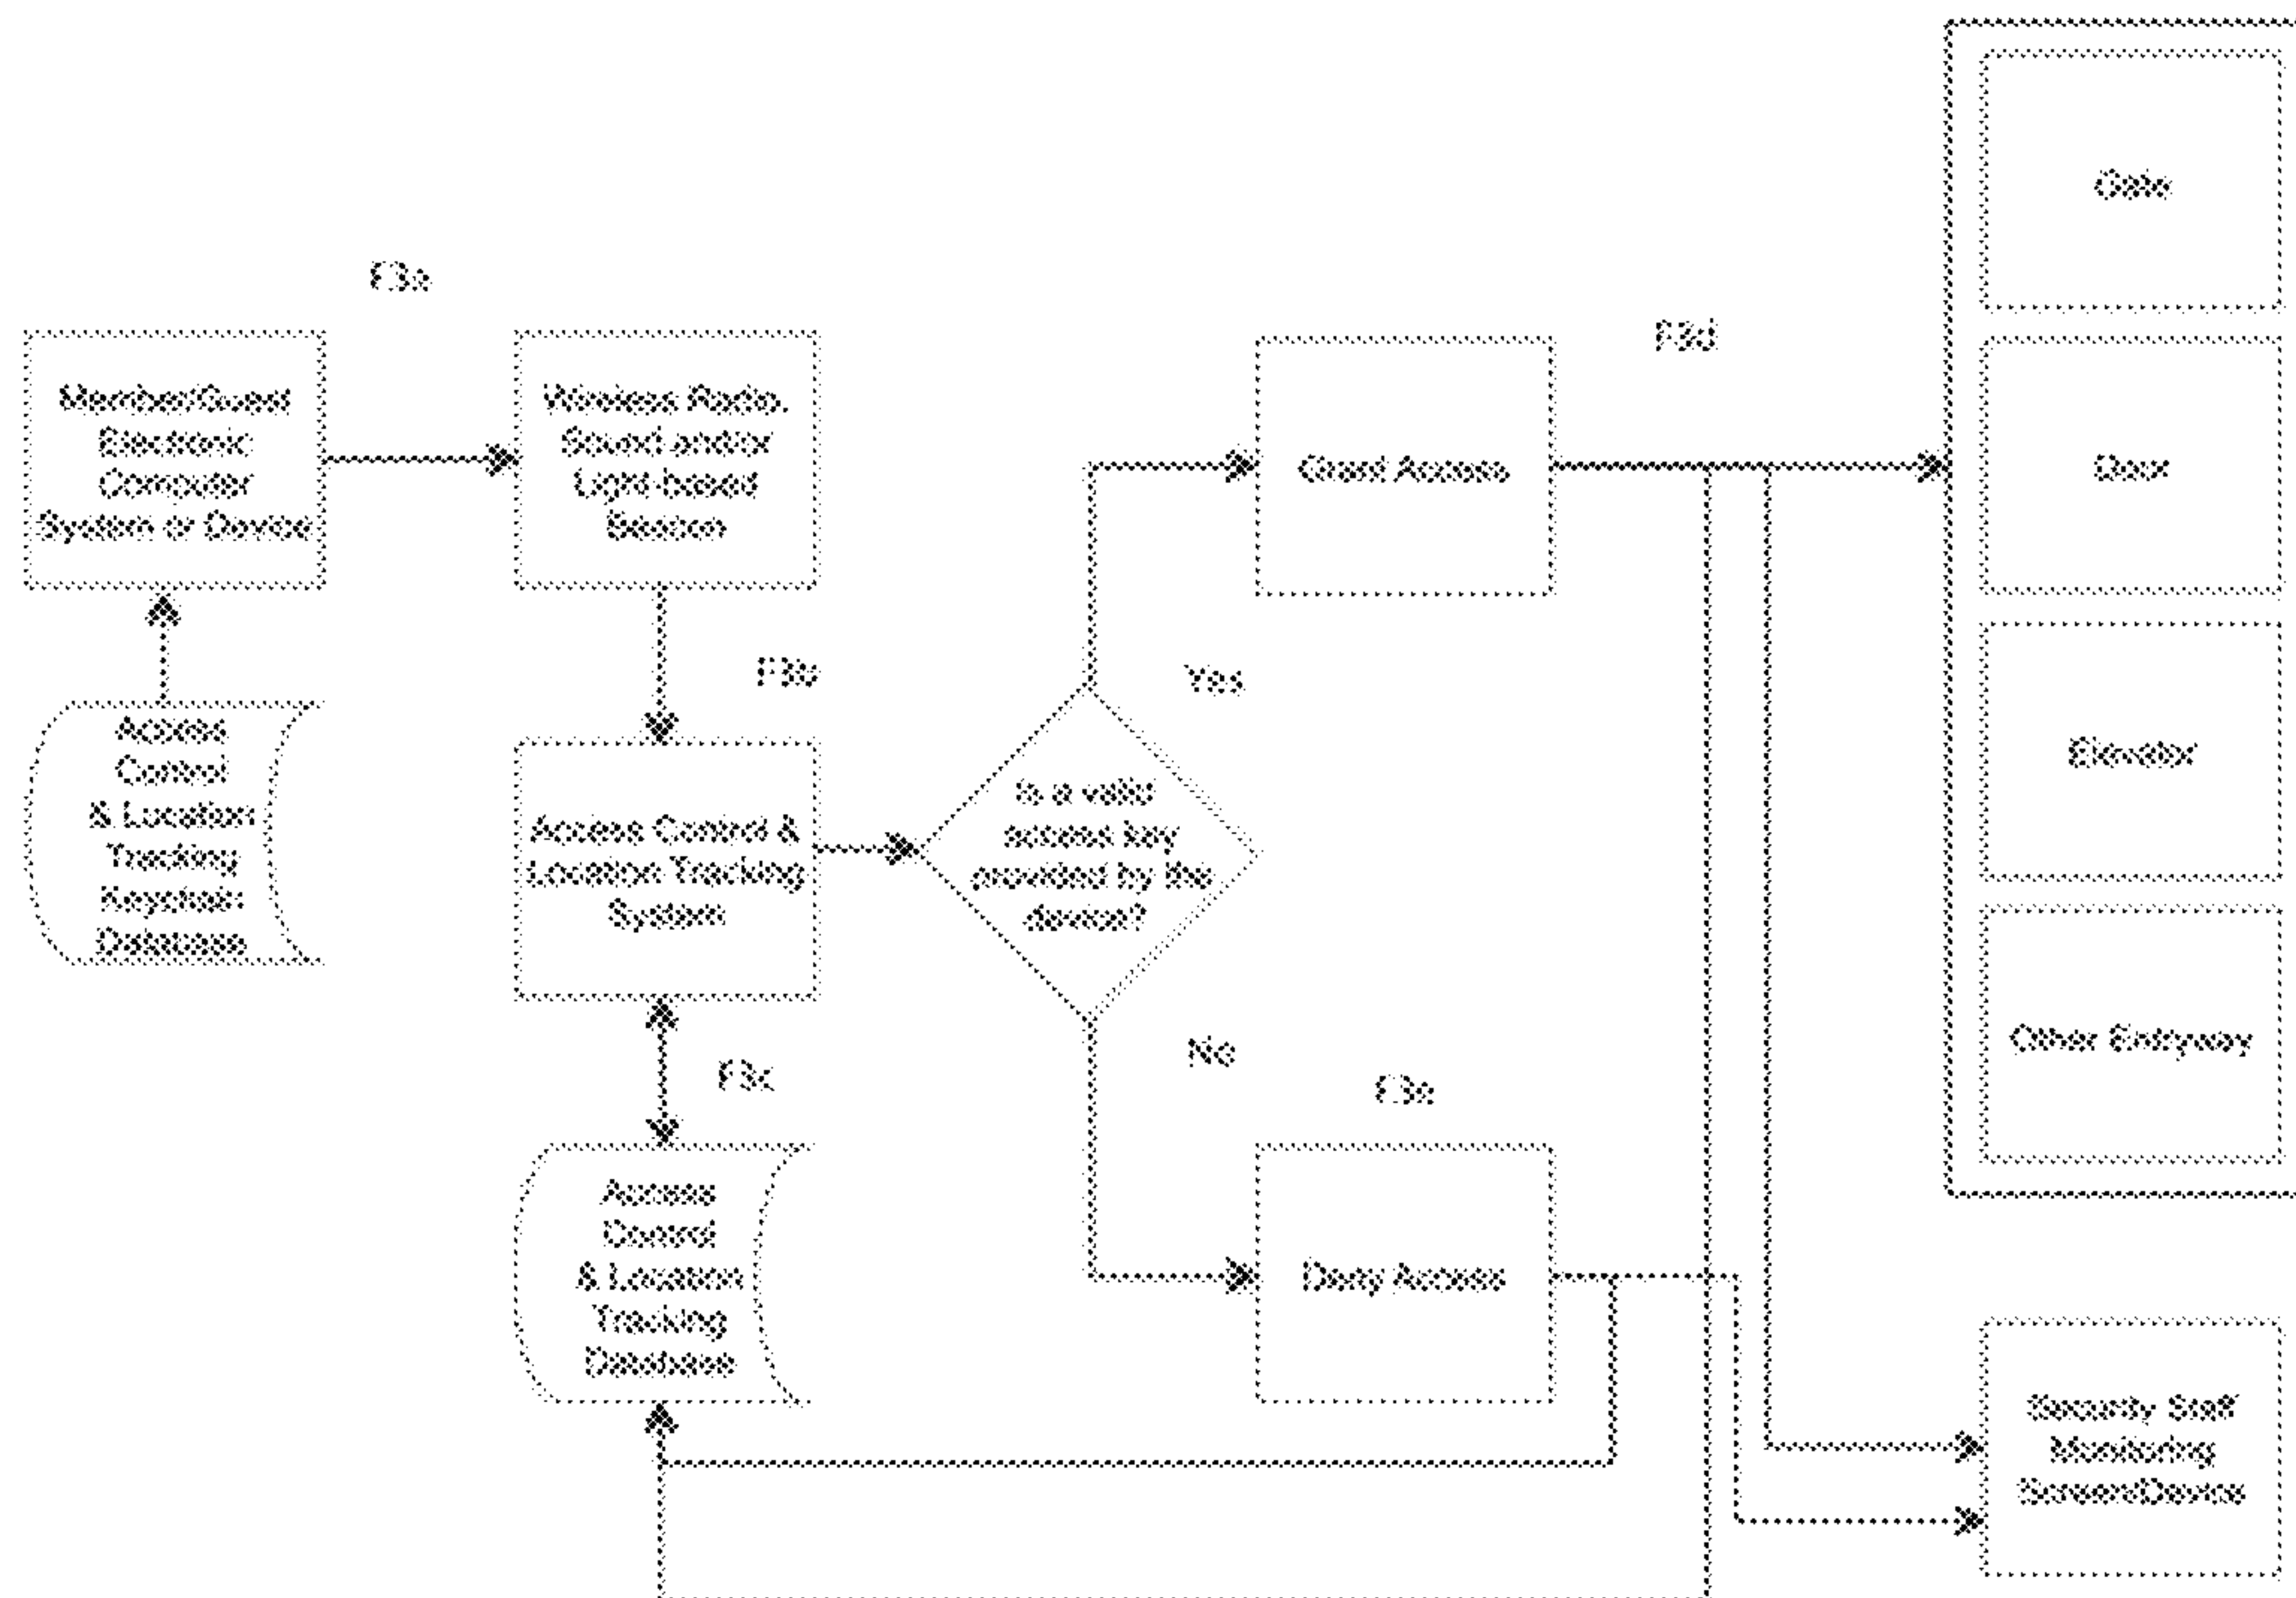 F3a
Member/Guest
Electronic
Computer
System or Device
Wireless Radio,
Sound and/or
Light-based
Beacon
F3b
Access
Control
& Location
Tracking
Keychain
Database
Access Control &
Location Tracking
System
F3c
Access
Control
& Location
Tracking
Database
Is a valid
access key
provided by the
device?
Yes
No
Grant Access
F3d
F3e
Deny Access
Gate
Door
Elevator
Other Entryway
Security Staff
Monitoring
Screen/Device